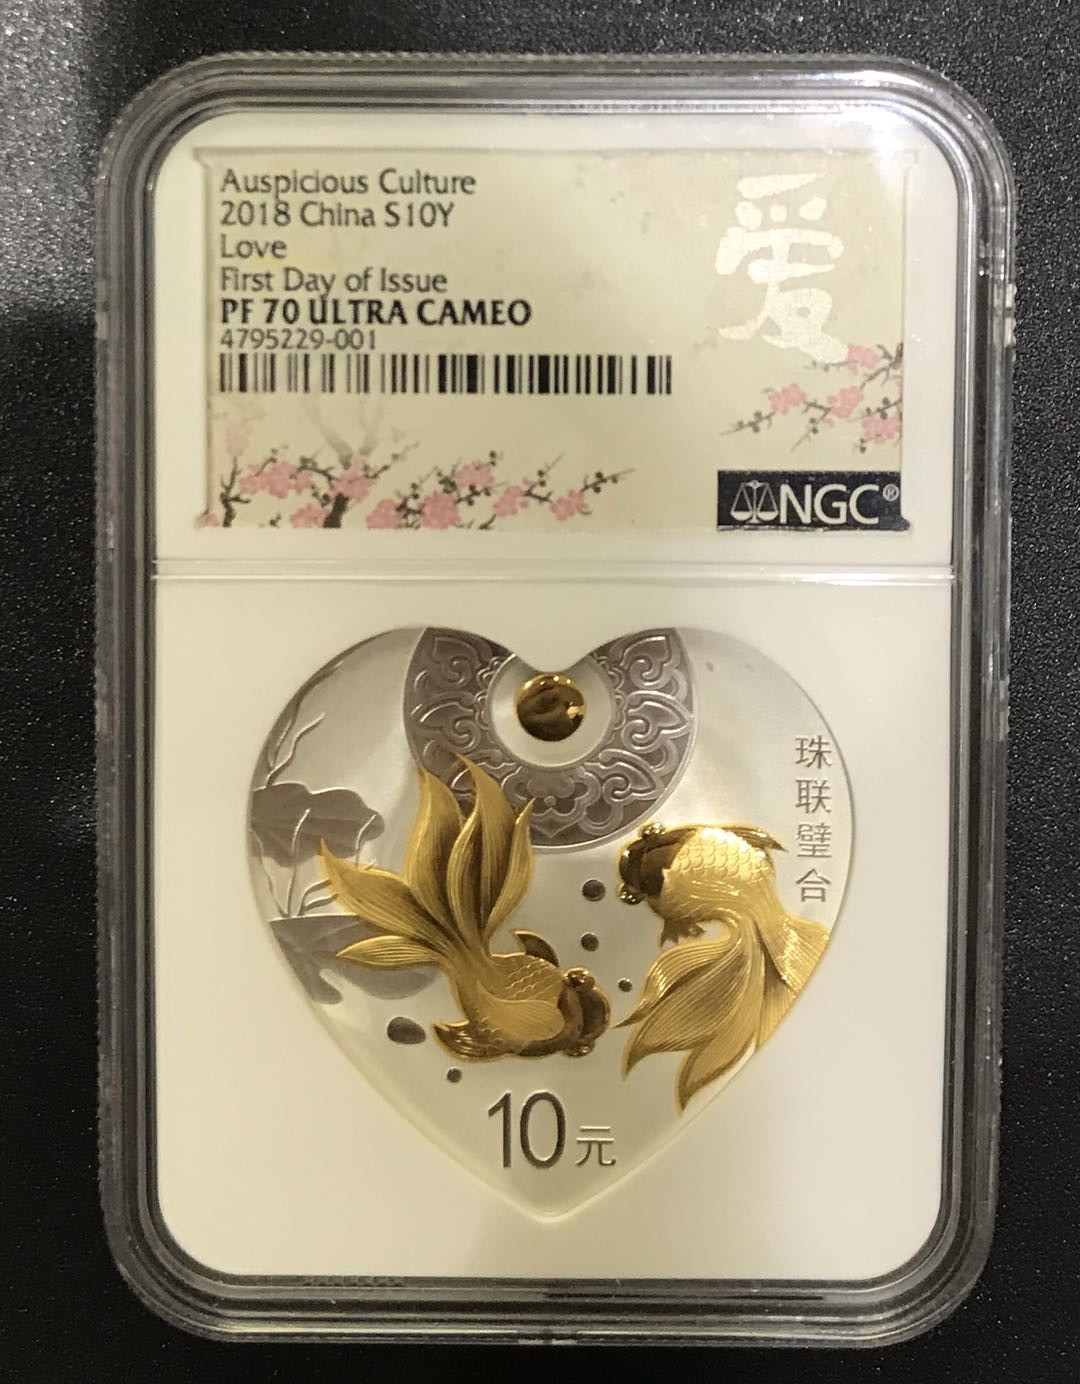 Auspicious Culture
2018 China S10Y
Love
First Day of Issue
PF 70 ULTRA CAMEO
4795229-001
爱
NGC®
珠联璧合
10元